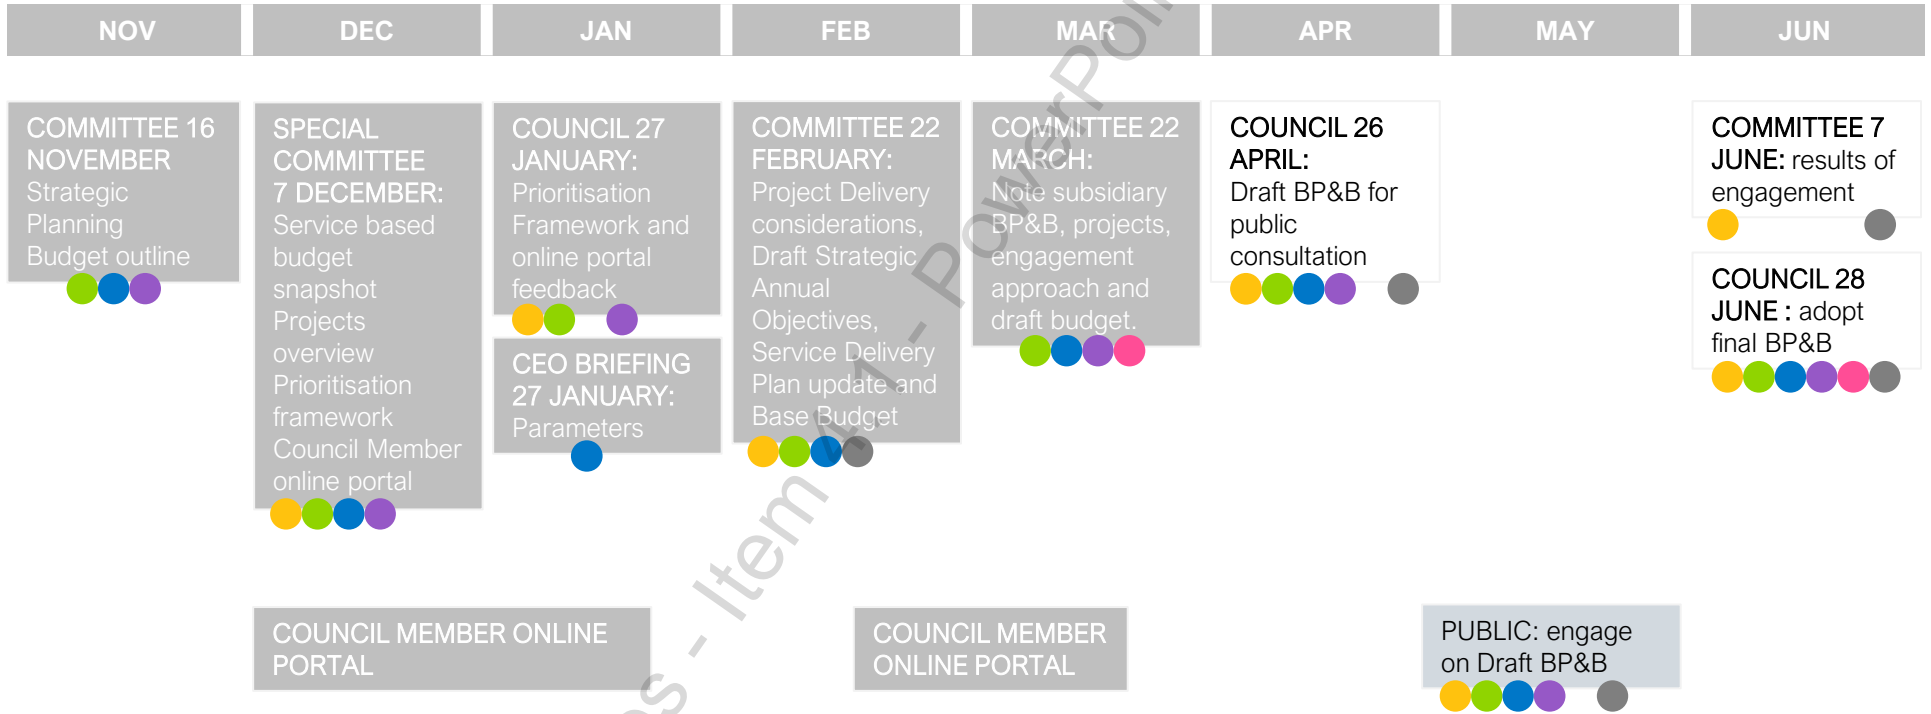 NOV
DEC
JAN
FEB
MAR
APR
MAY
JUN
COMMITTEE 16
NOVEMBER
Strategic
Planning
Budget outline
SPECIAL
COMMITTEE
7 DECEMBER:
Service based
budget
snapshot
Projects
overview
Prioritisation
framework
Council Member
online portal
COUNCIL 27
JANUARY:
Prioritisation
Framework and
online portal
feedback
CEO BRIEFING
27 JANUARY:
Parameters
COMMITTEE 22
FEBRUARY:
Project Delivery
considerations,
Draft Strategic
Annual
Objectives,
Service Delivery
Plan update and
Base Budget
COMMITTEE 22
MARCH:
Note subsidiary
BP&B, projects,
engagement
approach and
draft budget.
COUNCIL 26
APRIL:
Draft BP&B for
public
consultation
COMMITTEE 7
JUNE: results of
engagement
COUNCIL 28
JUNE : adopt
final BP&B
COUNCIL MEMBER ONLINE
PORTAL
COUNCIL MEMBER
ONLINE PORTAL
PUBLIC: engage
on Draft BP&B
- Item 4.1 -